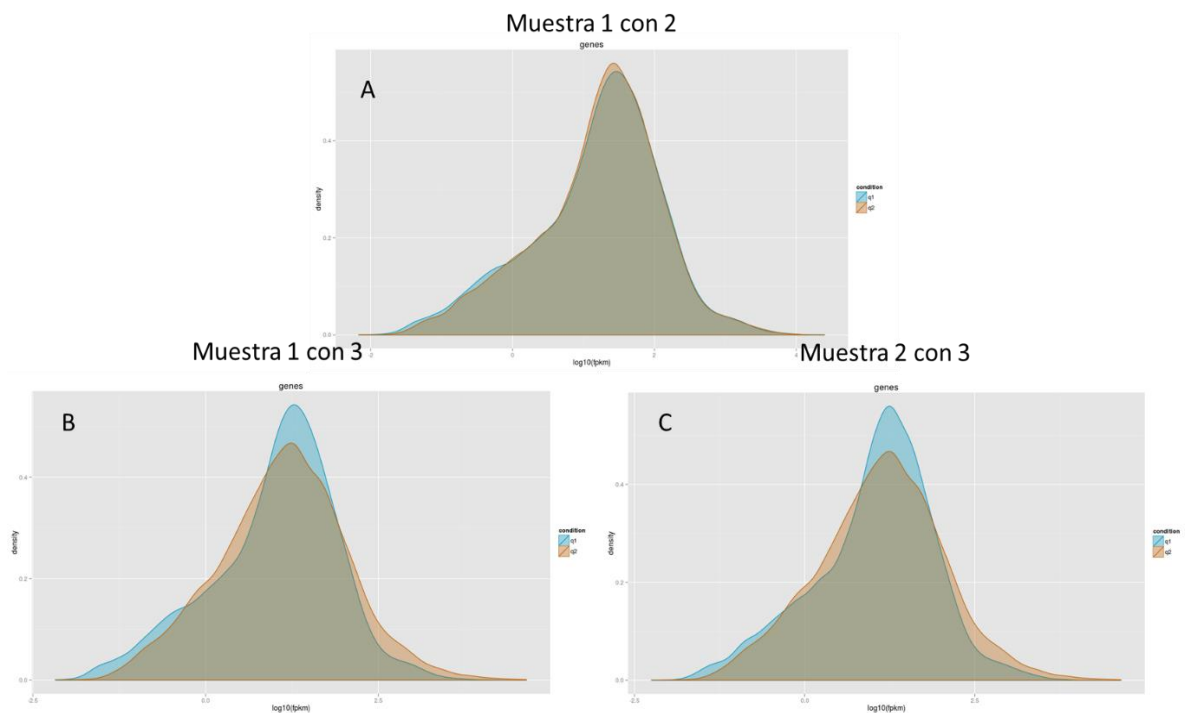 Muestra 1 con 2
genes
A
0.4
density
0.2
0.0
-2
0
2
4
log10(fpkm)
condition
q1
q2
Muestra 1 con 3
genes
B
0.4
density
0.2
0.0
-2.5
0.0
2.5
log10(fpkm)
condition
q1
q2
Muestra 2 con 3
genes
C
0.4
density
0.2
0.0
-2.5
0.0
2.5
log10(fpkm)
condition
q1
q2